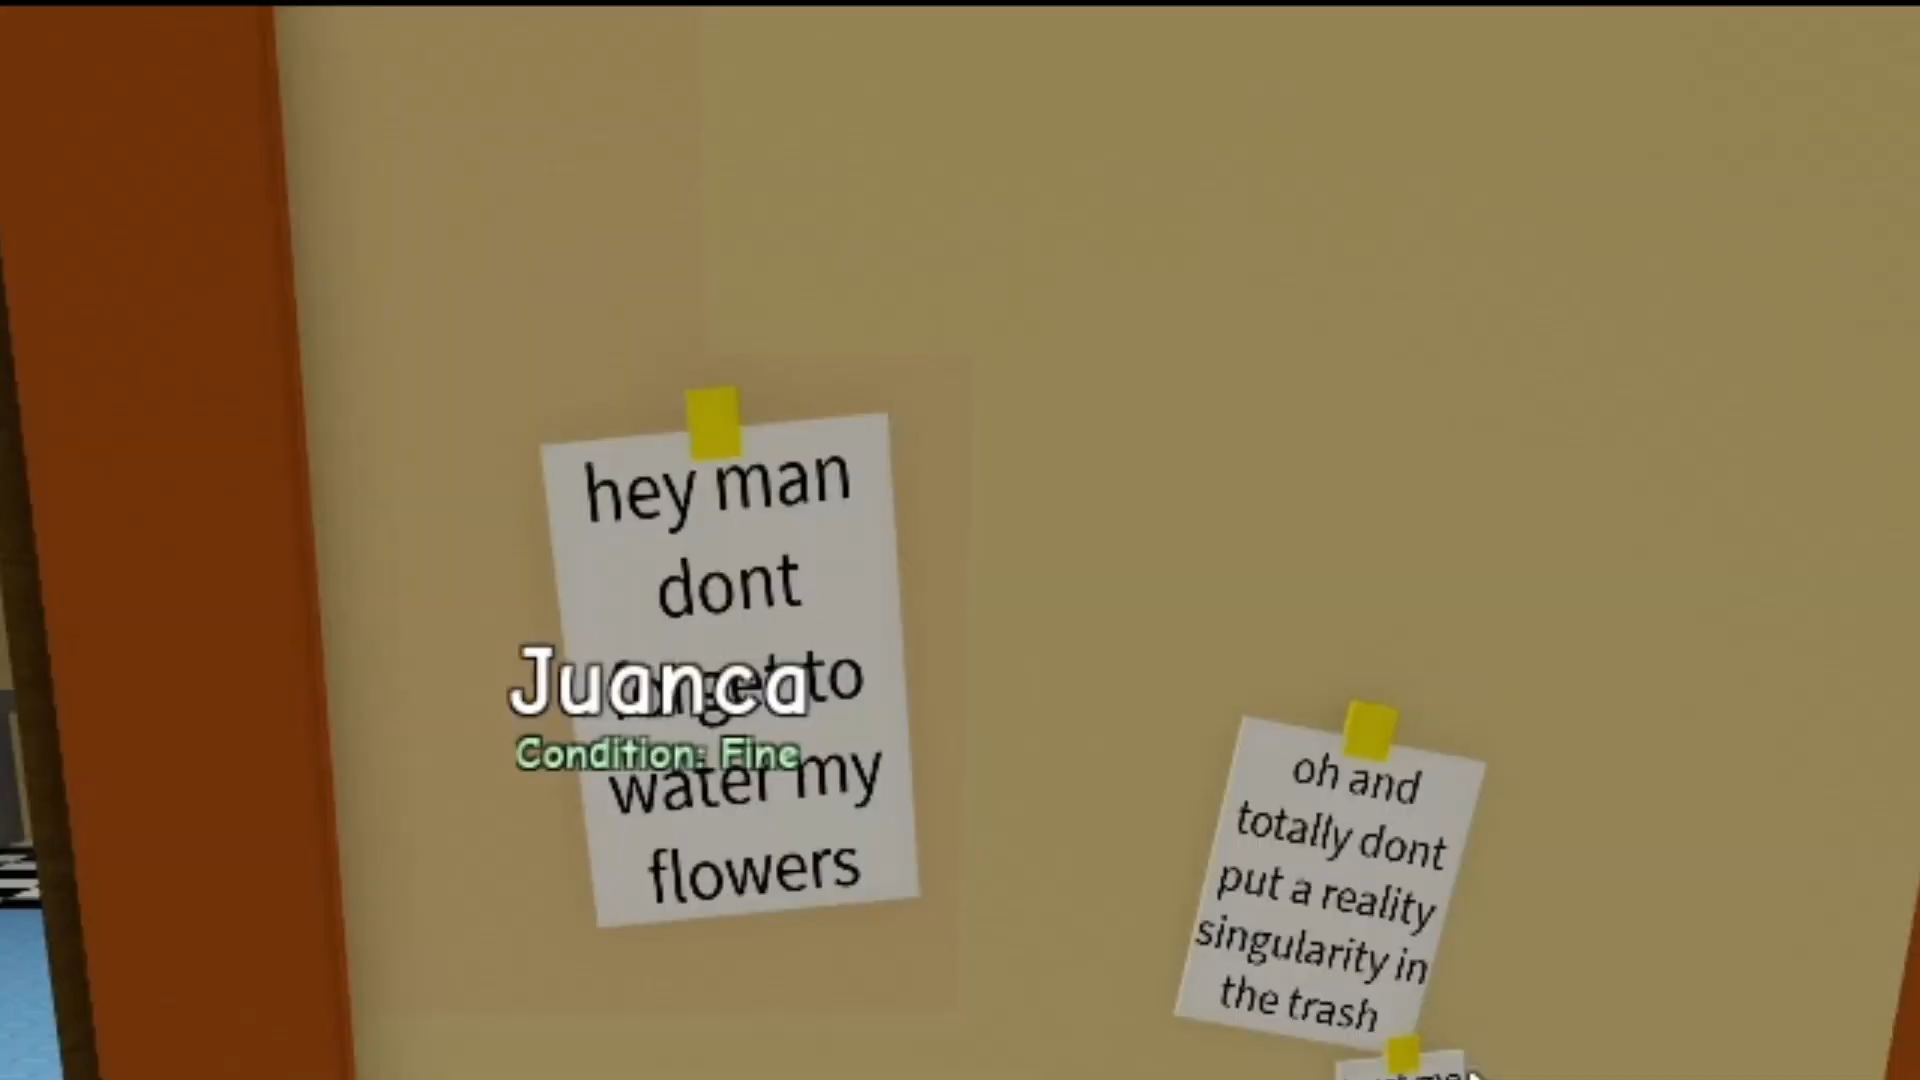 hey man
dont
forget to
water my
flowers
Juanca
Condition: Fine
oh and
totally dont
put a reality
singularity in
the trash